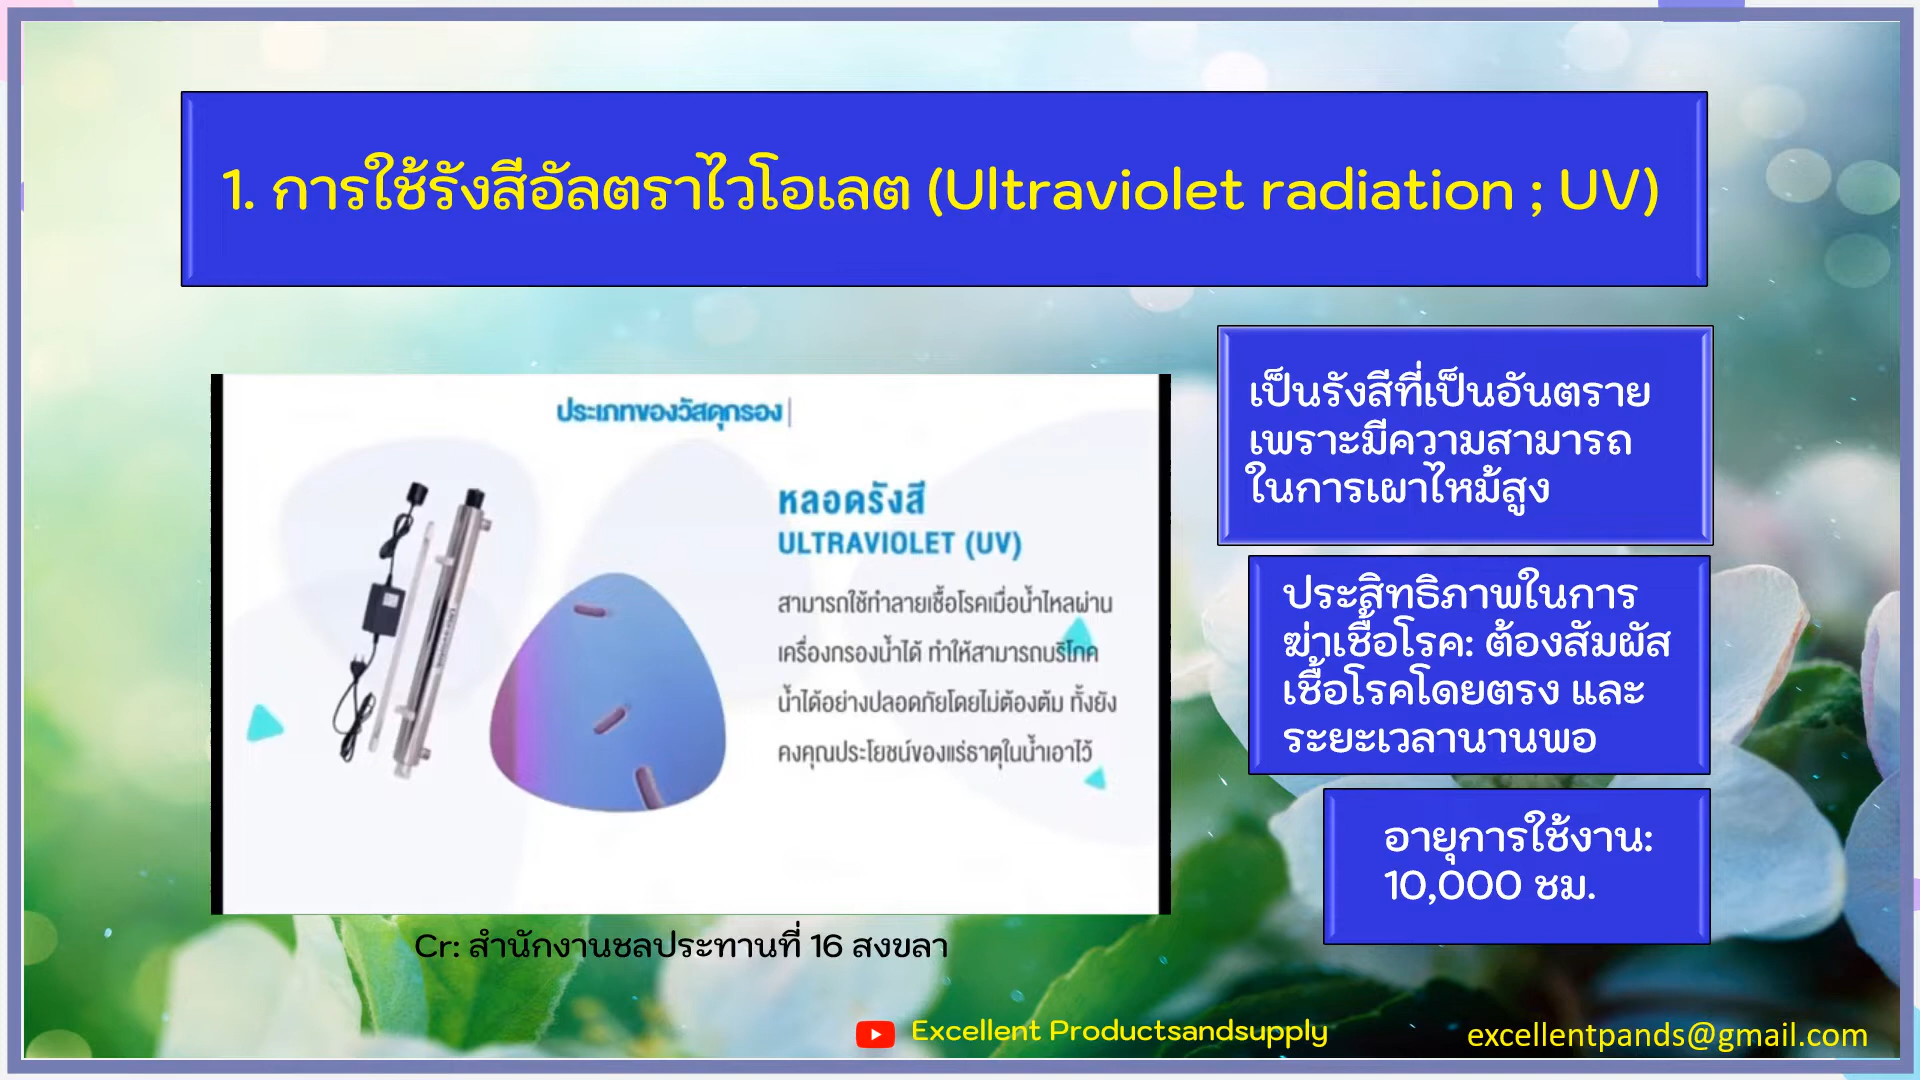 1. การใช้รังสีอัลตราไวโอเลต (Ultraviolet radiation ; UV)
ประเภทของวัสดุกรอง
หลอดรังสี
ULTRAVIOLET (UV)
สามารถใช้ทำลายเชื้อโรคเมื่อน้ำไหลผ่าน
เครื่องกรองน้ำได้ ทำให้สามารถบริโภค
น้ำได้อย่างปลอดภัยโดยไม่ต้องต้ม ทั้งยัง
คงคุณประโยชน์ของแร่ธาตุในน้ำเอาไว้
Cr: สำนักงานชลประทานที่ 16 สงขลา
เป็นรังสีที่เป็นอันตราย
เพราะมีความสามารถ
ในการเผาไหม้สูง
ประสิทธิภาพในการ
ฆ่าเชื้อโรค: ต้องสัมผัส
เชื้อโรคโดยตรง และ
ระยะเวลานานพอ
อายุการใช้งาน:
10,000 ชม.
Excellent Productsandsupply
excellentpands@gmail.com